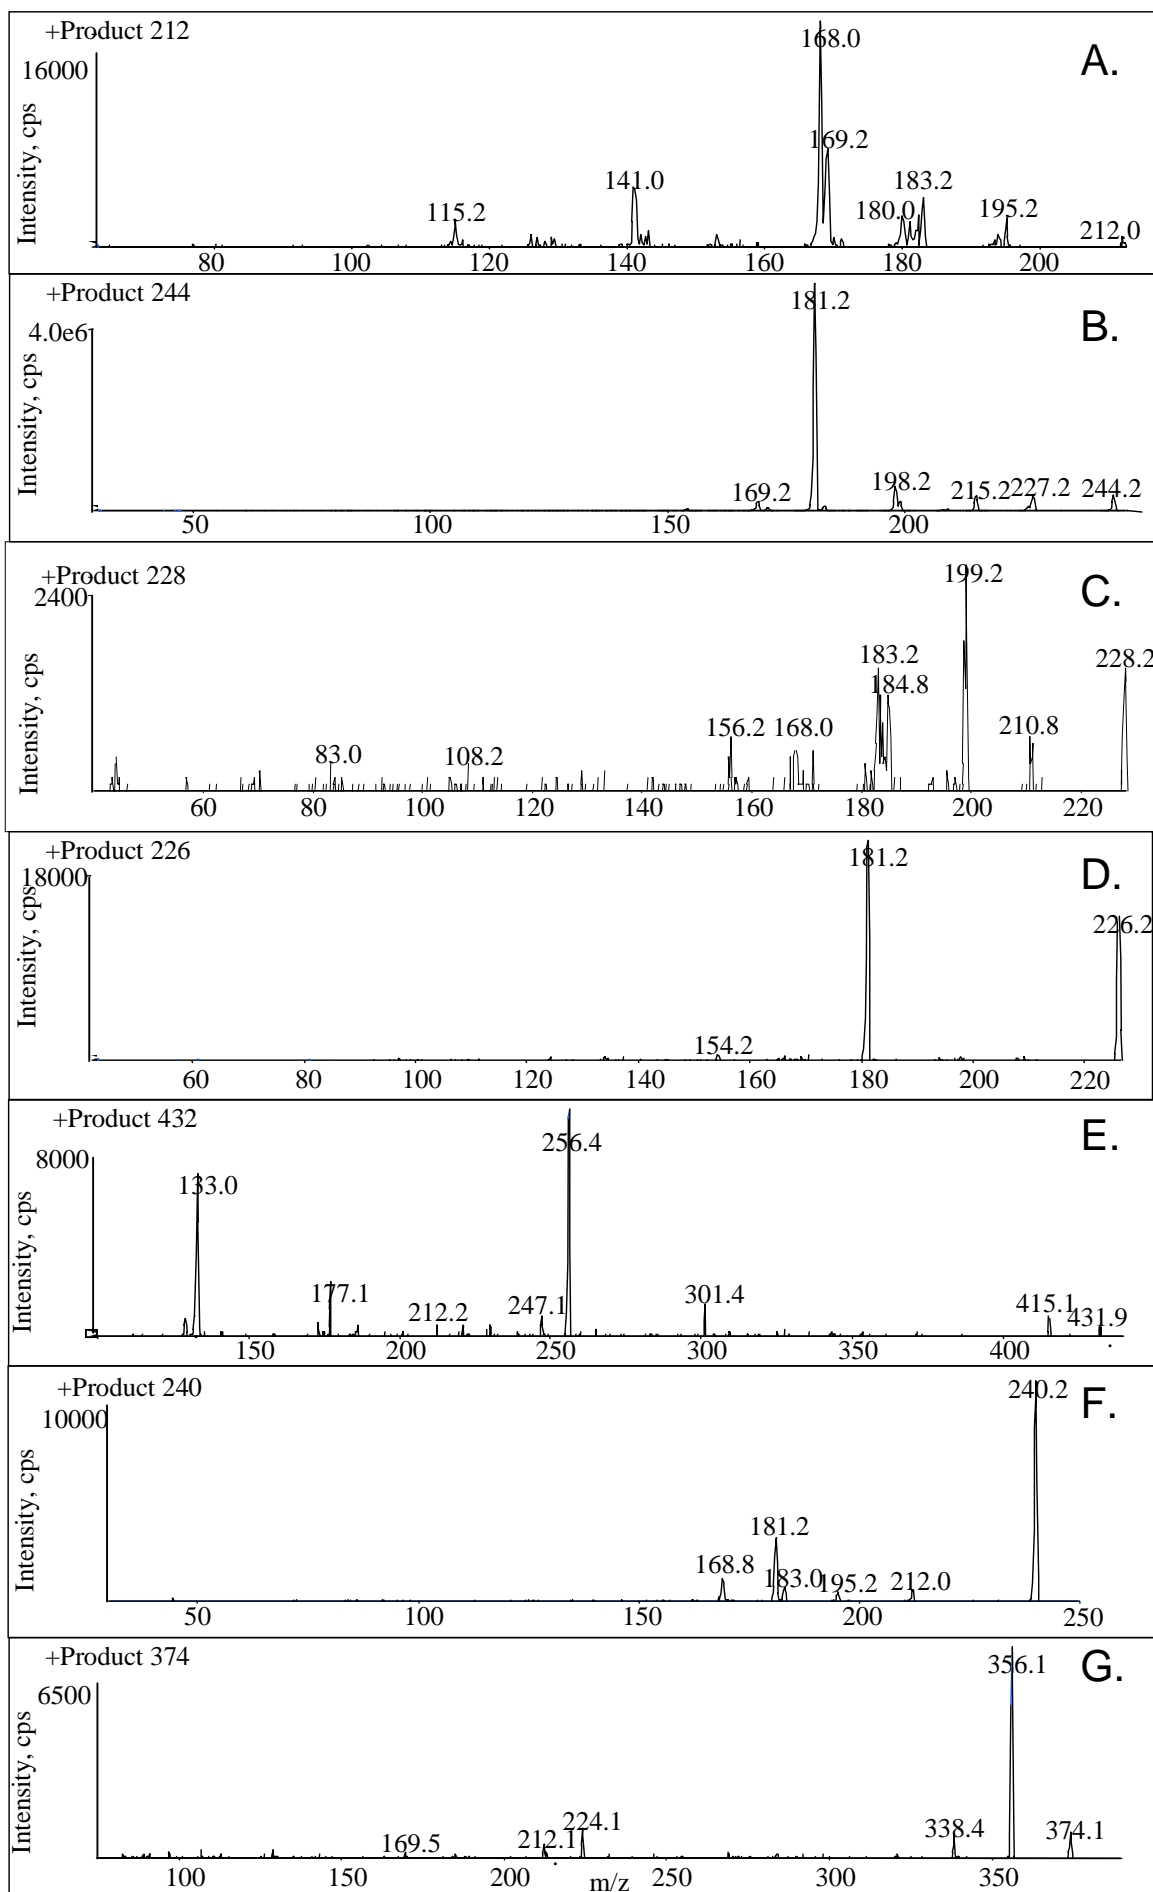 +Product 212
A.
16000
Intensity, cps
168.0
169.2
141.0
183.2
115.2
180.0
195.2
212.0
80 100 120 140 160 180 200
+Product 244
B.
4.0e6
Intensity, cps
181.2
169.2
198.2
215.2
227.2
244.2
50 100 150 200
+Product 228
C.
2400
Intensity, cps
199.2
183.2
184.8
228.2
156.2
168.0
210.8
83.0
108.2
60 80 100 120 140 160 180 200 220
+Product 226
D.
18000
Intensity, cps
181.2
226.2
154.2
60 80 100 120 140 160 180 200 220
+Product 432
E.
8000
Intensity, cps
256.4
133.0
177.1
212.2
247.1
301.4
415.1
431.9
150 200 250 300 350 400
+Product 240
F.
10000
Intensity, cps
240.2
181.2
168.8
183.0
195.2
212.0
50 100 150 200 250
+Product 374
G.
6500
Intensity, cps
356.1
224.1
212.1
169.5
338.4
374.1
100 150 200 250 300 350
m/z